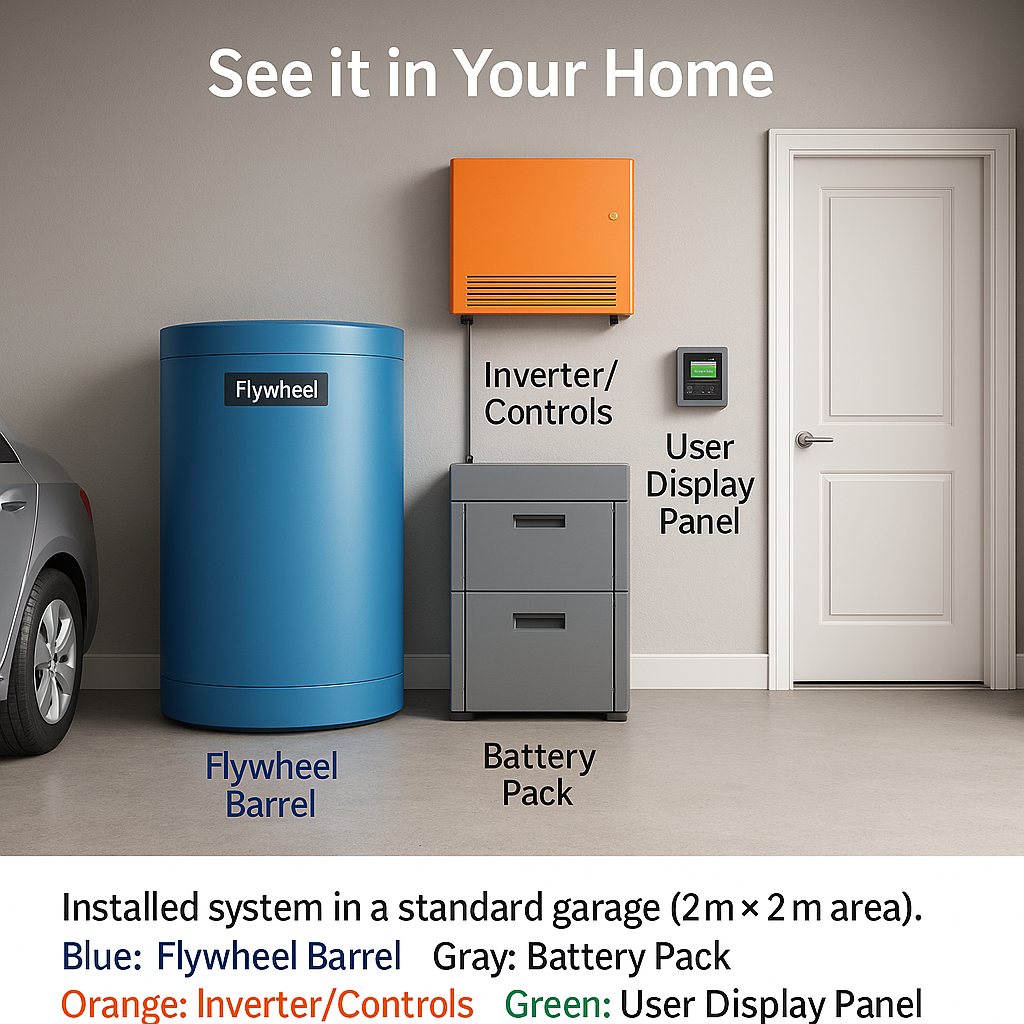 See it in Your Home
Flywheel
Inverter/
Controls
User
Display
Panel
Flywheel
Barrel
Battery
Pack
Installed system in a standard garage (2 m × 2 m area).
Blue: Flywheel Barrel Gray: Battery Pack
Orange: Inverter/Controls Green: User Display Panel